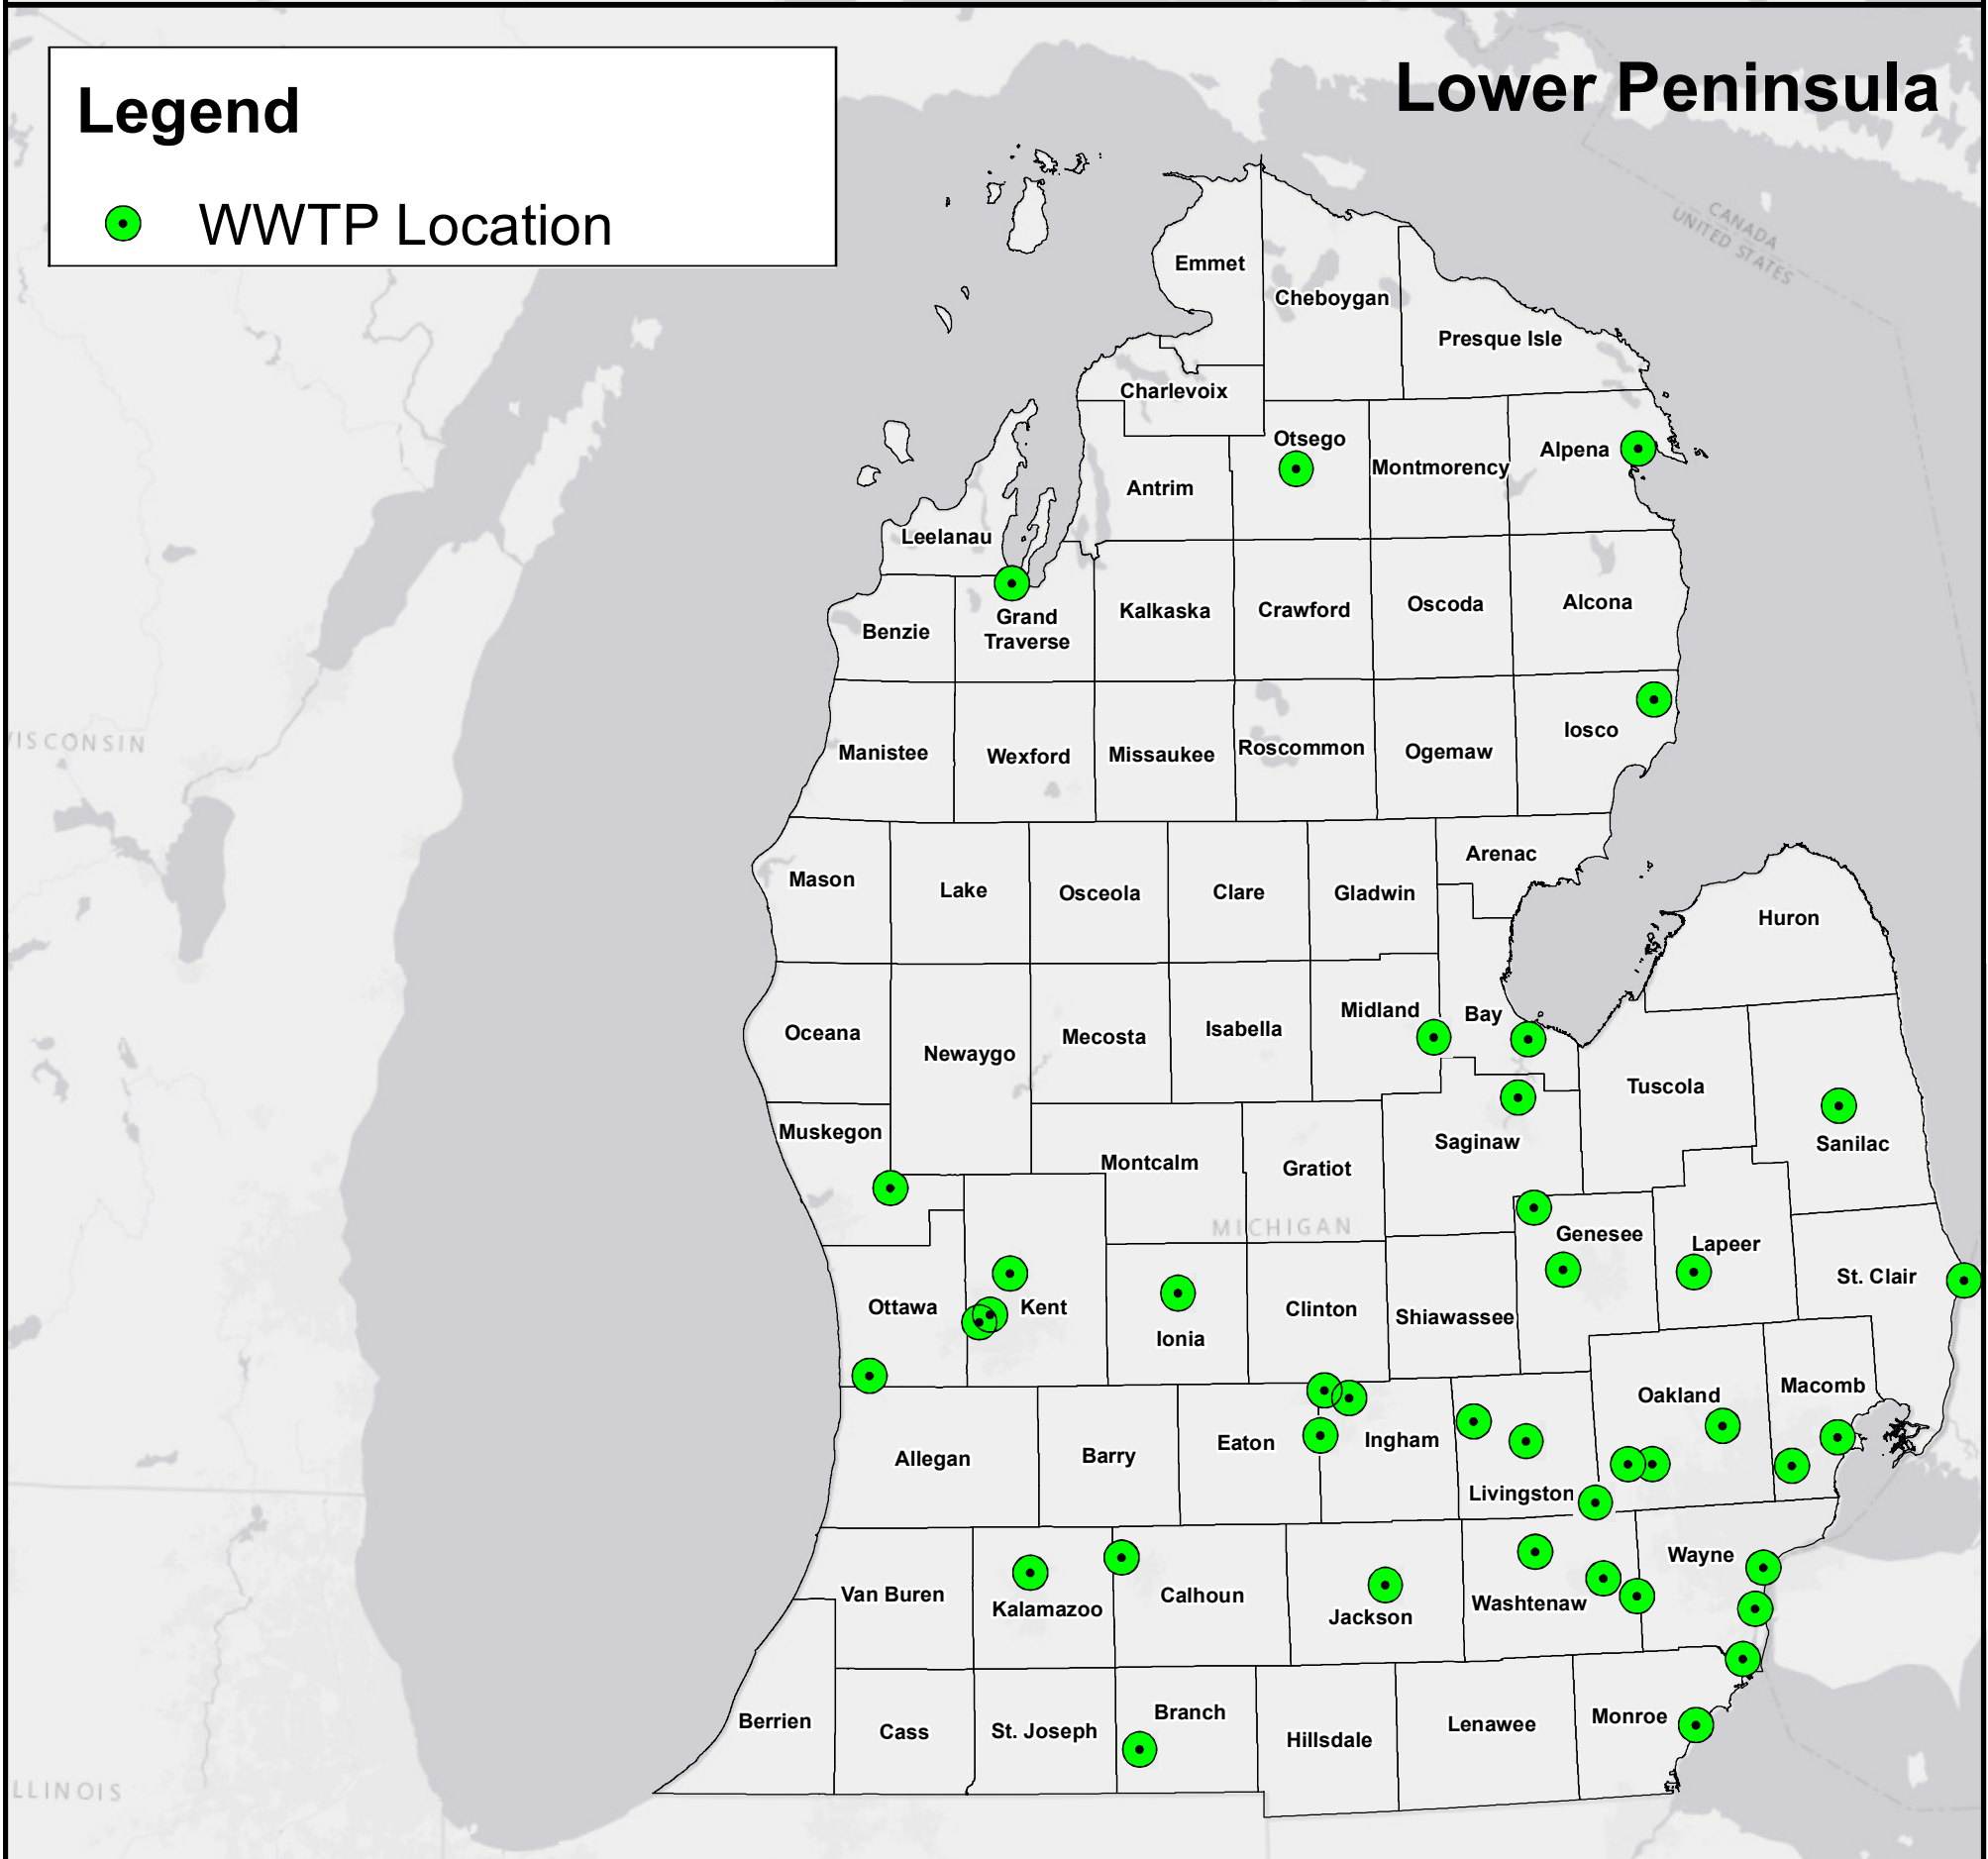 Lower Peninsula
Legend
WWTP Location
CANADA
UNITED STATES
Emmet
Cheboygan
Presque Isle
Charlevoix
Otsego
Alpena
Montmorency
Antrim
Leelanau
Grand
Traverse
Kalkaska
Crawford
Oscoda
Alcona
Benzie
Iosco
ISCONSIN
Manistee
Wexford
Missaukee
Roscommon
Ogemaw
Arenac
Mason
Lake
Osceola
Clare
Gladwin
Huron
Midland
Bay
Oceana
Newaygo
Mecosta
Isabella
Tuscola
Muskegon
Saginaw
Sanilac
Montcalm
Gratiot
MICHIGAN
Genesee
Lapeer
St. Clair
Ottawa
Kent
Ionia
Clinton
Shiawassee
Oakland
Macomb
Allegan
Barry
Eaton
Ingham
Livingston
Wayne
Van Buren
Kalamazoo
Calhoun
Jackson
Washtenaw
Berrien
Cass
St. Joseph
Branch
Hillsdale
Lenawee
Monroe
LLINOIS